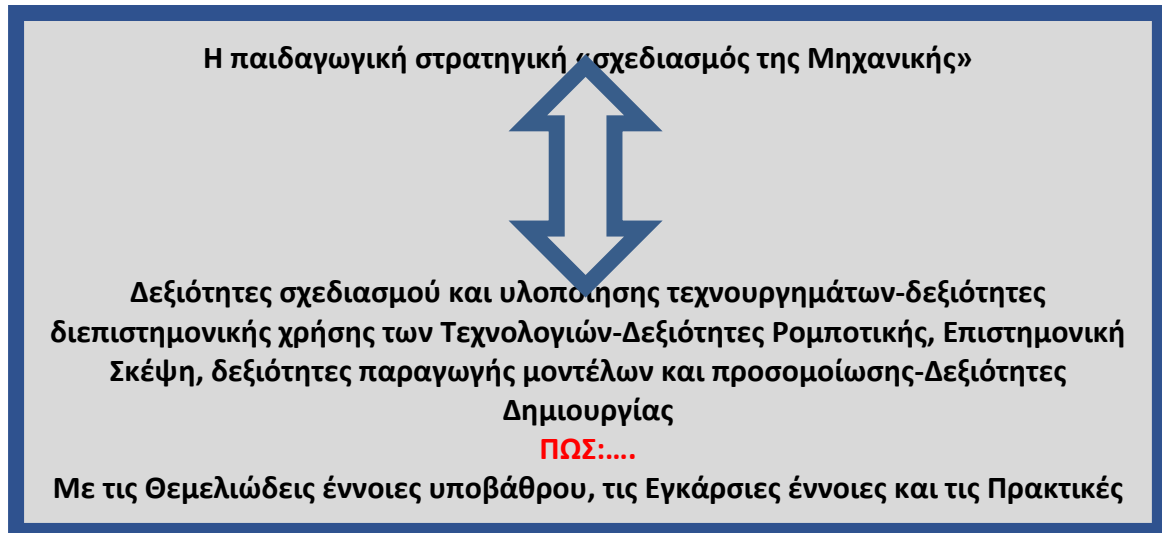 Η παιδαγωγική στρατηγική «σχεδιασμός της Μηχανικής»
Δεξιότητες σχεδιασμού και υλοποίησης τεχνουργημάτων-δεξιότητες
διεπιστημονικής χρήσης των Τεχνολογιών-Δεξιότητες Ρομποτικής, Επιστημονική
Σκέψη, δεξιότητες παραγωγής μοντέλων και προσομοίωσης-Δεξιότητες
Δημιουργίας
ΠΩΣ:....
Με τις Θεμελιώδεις έννοιες υποβάθρου, τις Εγκάρσιες έννοιες και τις Πρακτικές